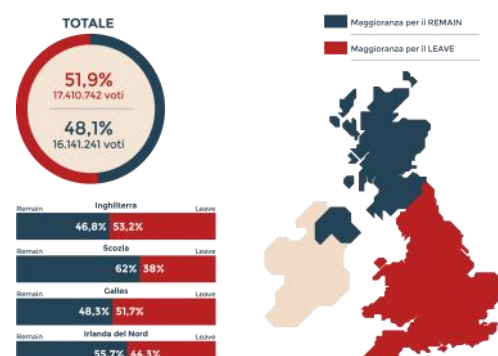 TOTALE
51,9%
17.410.742 voti
48,1%
16.141.241 voti
Maggioranza per il REMAIN
Maggioranza per il LEAVE
Remain Inghilterra Leave
46,8% 53,2%
Scozia
Remain Leave
62% 38%
Remain Galles Leave
48,3% 51,7%
Remain Irlanda del Nord Leave
55,7% 44,3%